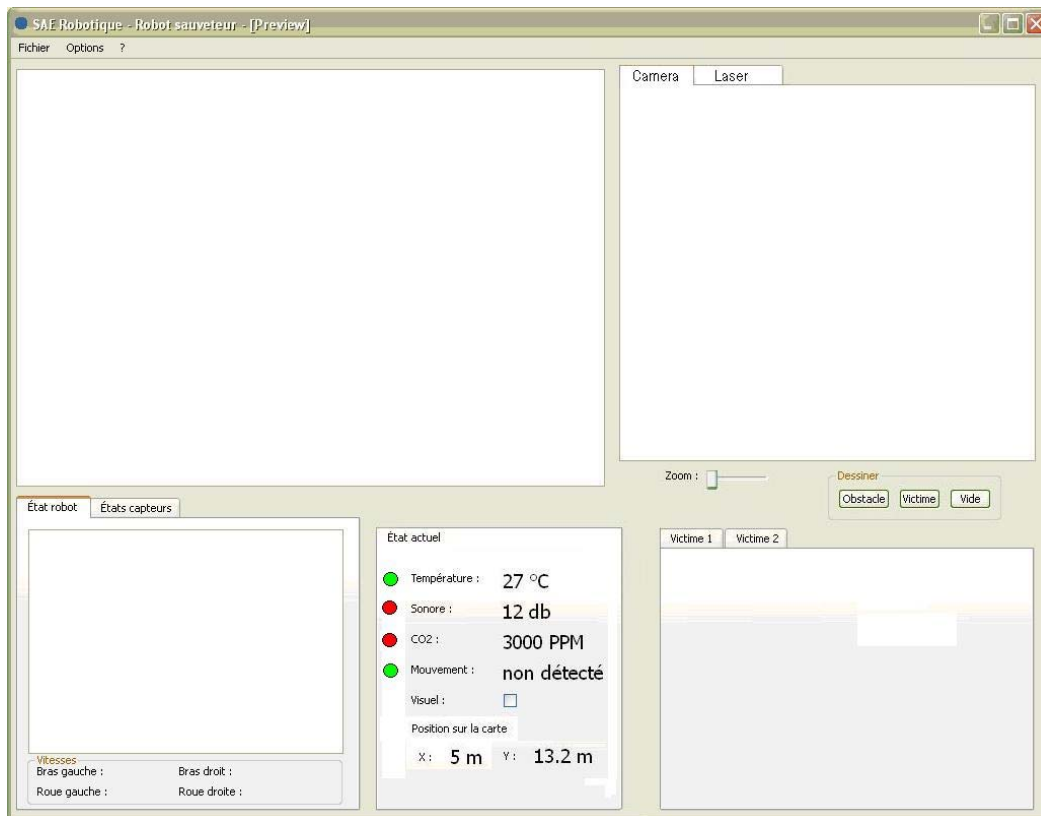 SAE Robotique - Robot sauveteur - [Preview]
Fichier Options ?
Camera Laser
Zoom :
Dessiner
Obstacle Victime Vide
État robot États capteurs
Vitesses
Bras gauche : Bras droit :
Roue gauche : Roue droite :
État actuel
Température : 27 °C
Sonore : 12 db
CO2 : 3000 PPM
Mouvement : non détecté
Visuel :
Position sur la carte
X : 5 m Y : 13.2 m
Victime 1 Victime 2